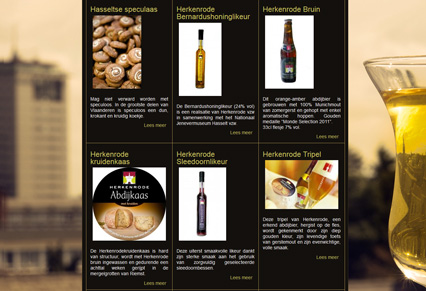 Hasseltse speculaas
Mag niet verward worden met
speculoos. In de grootste delen van
Vlaanderen is speculoos een dun,
krokant en kruidig koekje.
Lees meer
Herkenrode
Bernardushoninglikeur
De Bernardushoninglikeur (24% vol)
is een realisatie van Herkenrode vzw
in samenwerking met het Nationaal
Jenevermuseum Hasselt vzw.
Lees meer
Herkenrode Bruin
Dit orange-amber abdijbier is
gebrouwen met 100% Munichmout
van zomergerst en gehopt met enkel
aromatische hoppen. Gouden
medaille "Monde Selection 2011".
33cl flesje 7% vol.
Lees meer
Herkenrode
kruidenkaas
HERKENRODE
Abdijkaas
De Herkenrodekruidenkaas is hard
van structuur, wordt met Herkenrode
bruin ingewassen en gedurende een
achttal weken gerijpt in de
mergelgrotten van Riemst.
Lees meer
Herkenrode
Sleedoornlikeur
Deze uiterst smaakvolle likeur dankt
zijn sterke smaak aan het gebruik
van zorgvuldig geselecteerde
sleedoornbessen.
Lees meer
Herkenrode Tripel
Deze tripel van Herkenrode, een
erkend abdijbier, hergist op de fles,
wordt gekenmerkt door zijn diep
gouden kleur, zijn levendige toets
van gerstemout en zijn evenwichtige,
volle smaak.
Lees meer